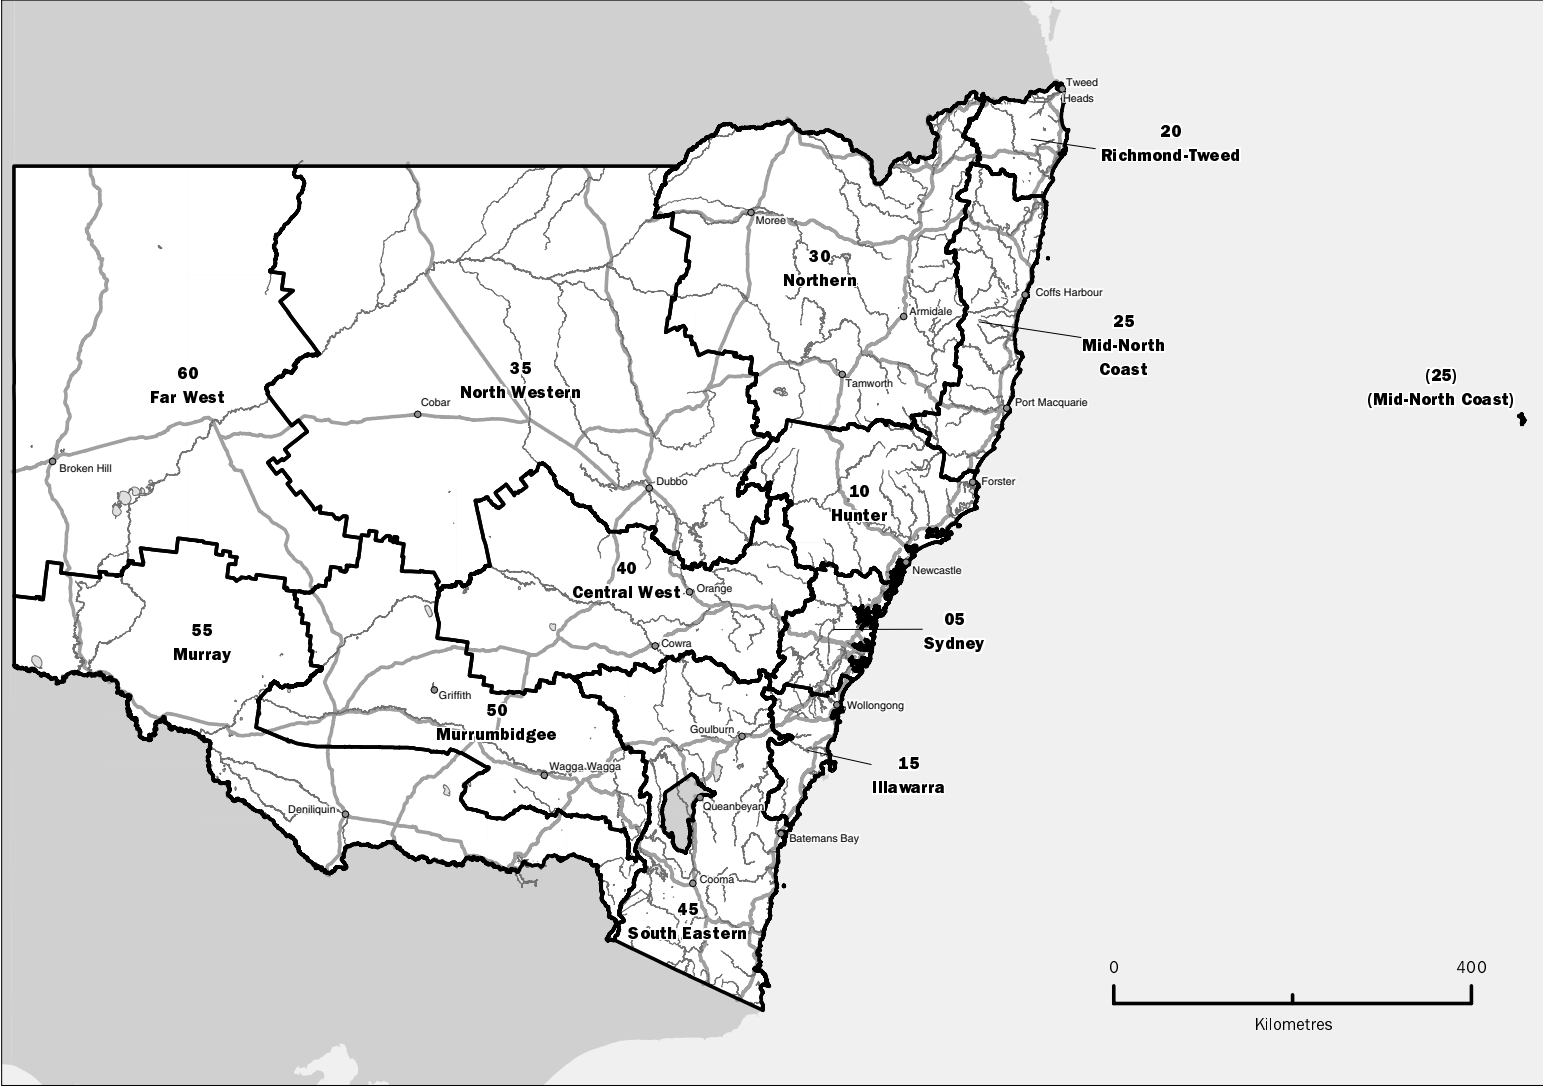 Tweed
Heads
20
Richmond-Tweed
Moree
30
Northern
Coffs Harbour
Armidale
25
Mid-North
Coast
60
Far West
35
North Western
Tamworth
Cobar
Port Macquarie
(25)
(Mid-North Coast)
Broken Hill
Dubbo
Forster
10
Hunter
40
Central West
Orange
Newcastle
05
Sydney
55
Murray
Cowra
Griffith
50
Murrumbidgee
Goulburn
Wollongong
15
Illawarra
Wagga Wagga
Deniliquin
Queanbeyan
Batemans Bay
Cooma
45
South Eastern
0
400
Kilometres